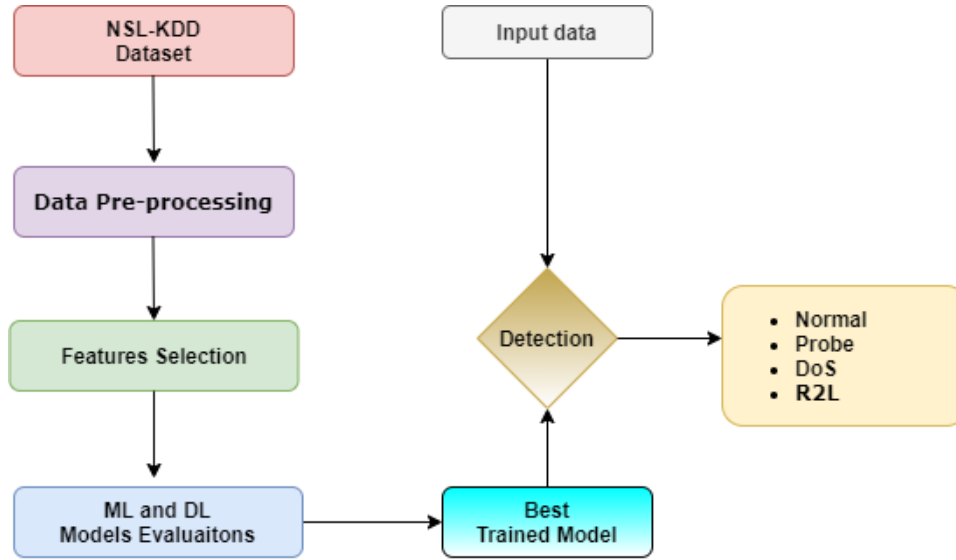 NSL-KDD
Dataset
Data Pre-processing
Features Selection
ML and DL
Models Evaluaitons
Input data
Detection
Best
Trained Model
• Normal
• Probe
• DoS
• R2L